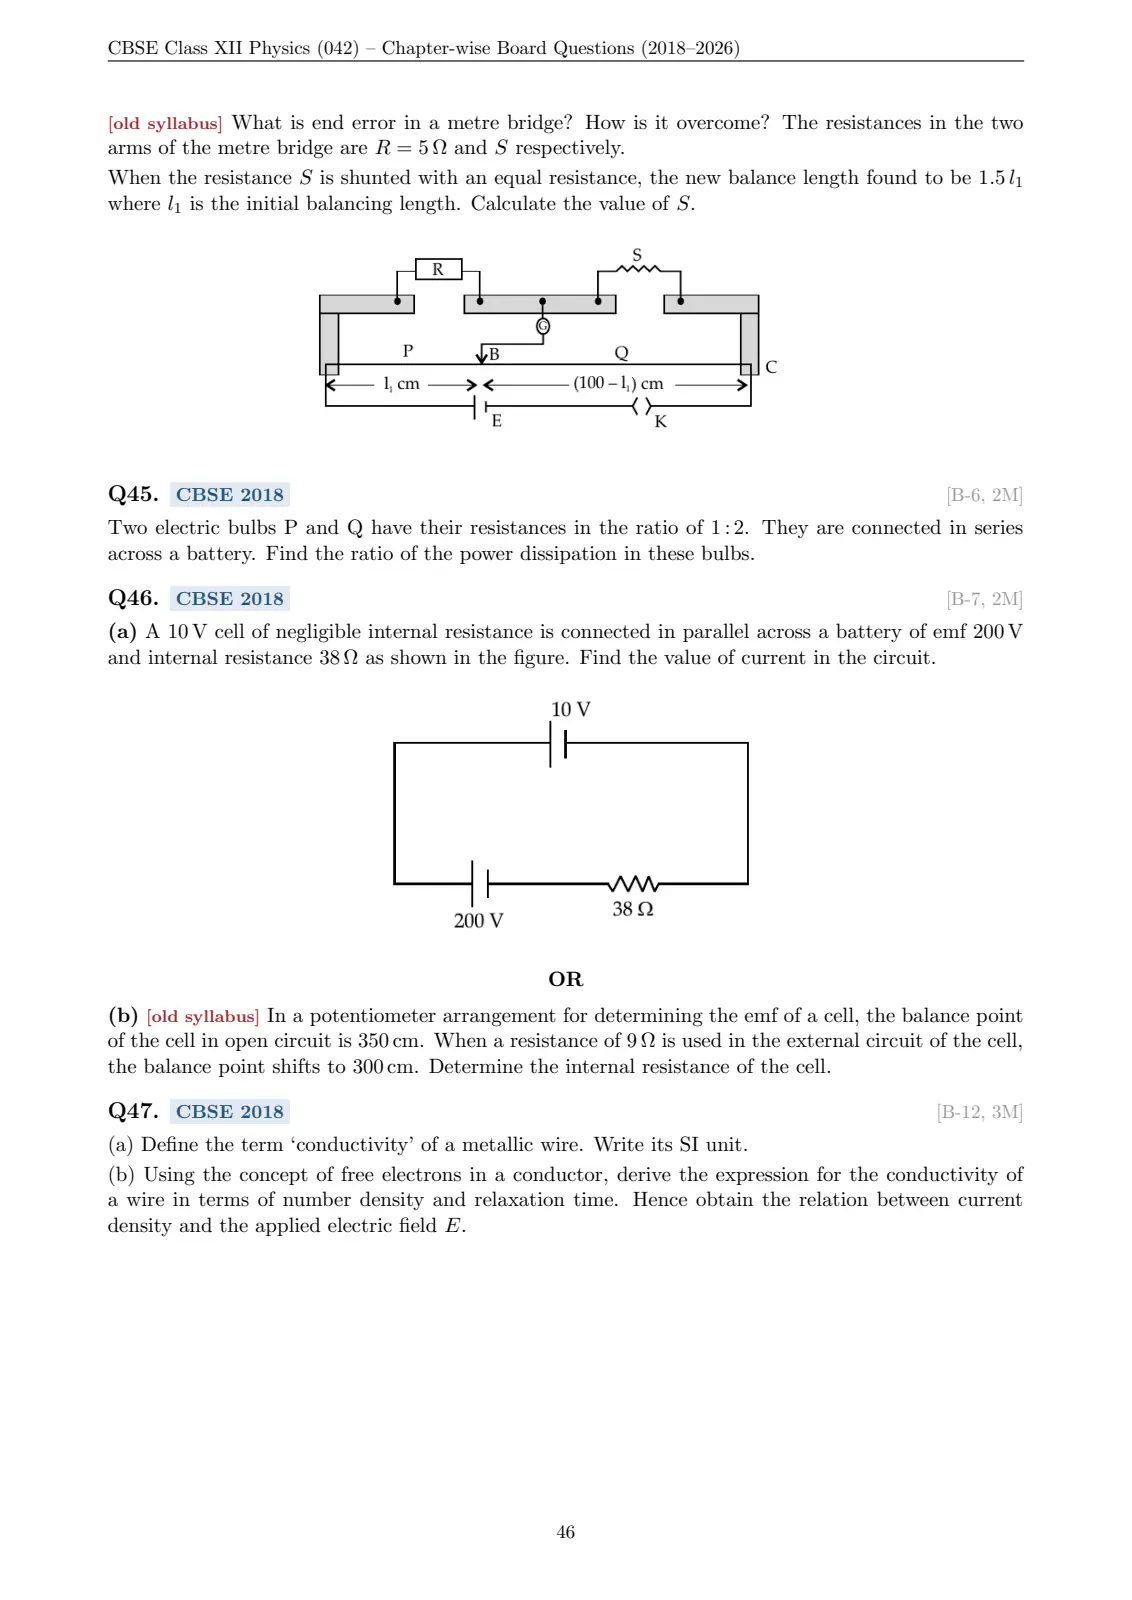 CBSE Class XII Physics (042) – Chapter-wise Board Questions (2018–2026)
[old syllabus] What is end error in a metre bridge? How is it overcome? The resistances in the two
arms of the metre bridge are R = 5 Ω and S respectively.
When the resistance S is shunted with an equal resistance, the new balance length found to be 1.5 l₁
where l₁ is the initial balancing length. Calculate the value of S.
R
S
G
P
B
Q
C
l₁ cm
(100 – l₁) cm
E
K
Q45. CBSE 2018 [B-6, 2M]
Two electric bulbs P and Q have their resistances in the ratio of 1 : 2. They are connected in series
across a battery. Find the ratio of the power dissipation in these bulbs.
Q46. CBSE 2018 [B-7, 2M]
(a) A 10 V cell of negligible internal resistance is connected in parallel across a battery of emf 200 V
and internal resistance 38 Ω as shown in the figure. Find the value of current in the circuit.
10 V
200 V
38 Ω
OR
(b) [old syllabus] In a potentiometer arrangement for determining the emf of a cell, the balance point
of the cell in open circuit is 350 cm. When a resistance of 9 Ω is used in the external circuit of the cell,
the balance point shifts to 300 cm. Determine the internal resistance of the cell.
Q47. CBSE 2018 [B-12, 3M]
(a) Define the term ‘conductivity’ of a metallic wire. Write its SI unit.
(b) Using the concept of free electrons in a conductor, derive the expression for the conductivity of
a wire in terms of number density and relaxation time. Hence obtain the relation between current
density and the applied electric field E.
46